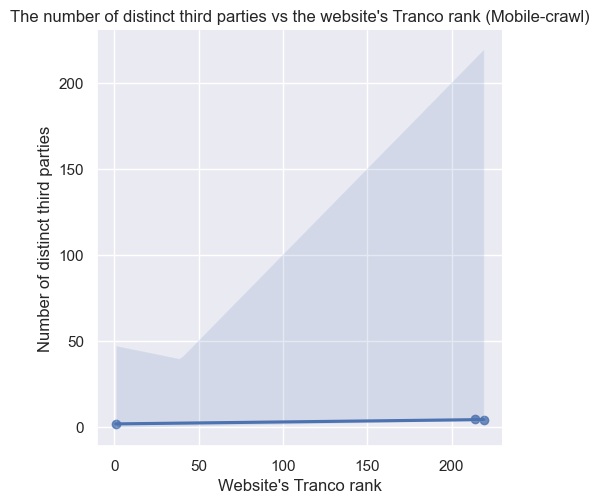 The number of distinct third parties vs the website's Tranco rank (Mobile-crawl)
Number of distinct third parties
200
150
100
50
0
0 50 100 150 200
Website's Tranco rank